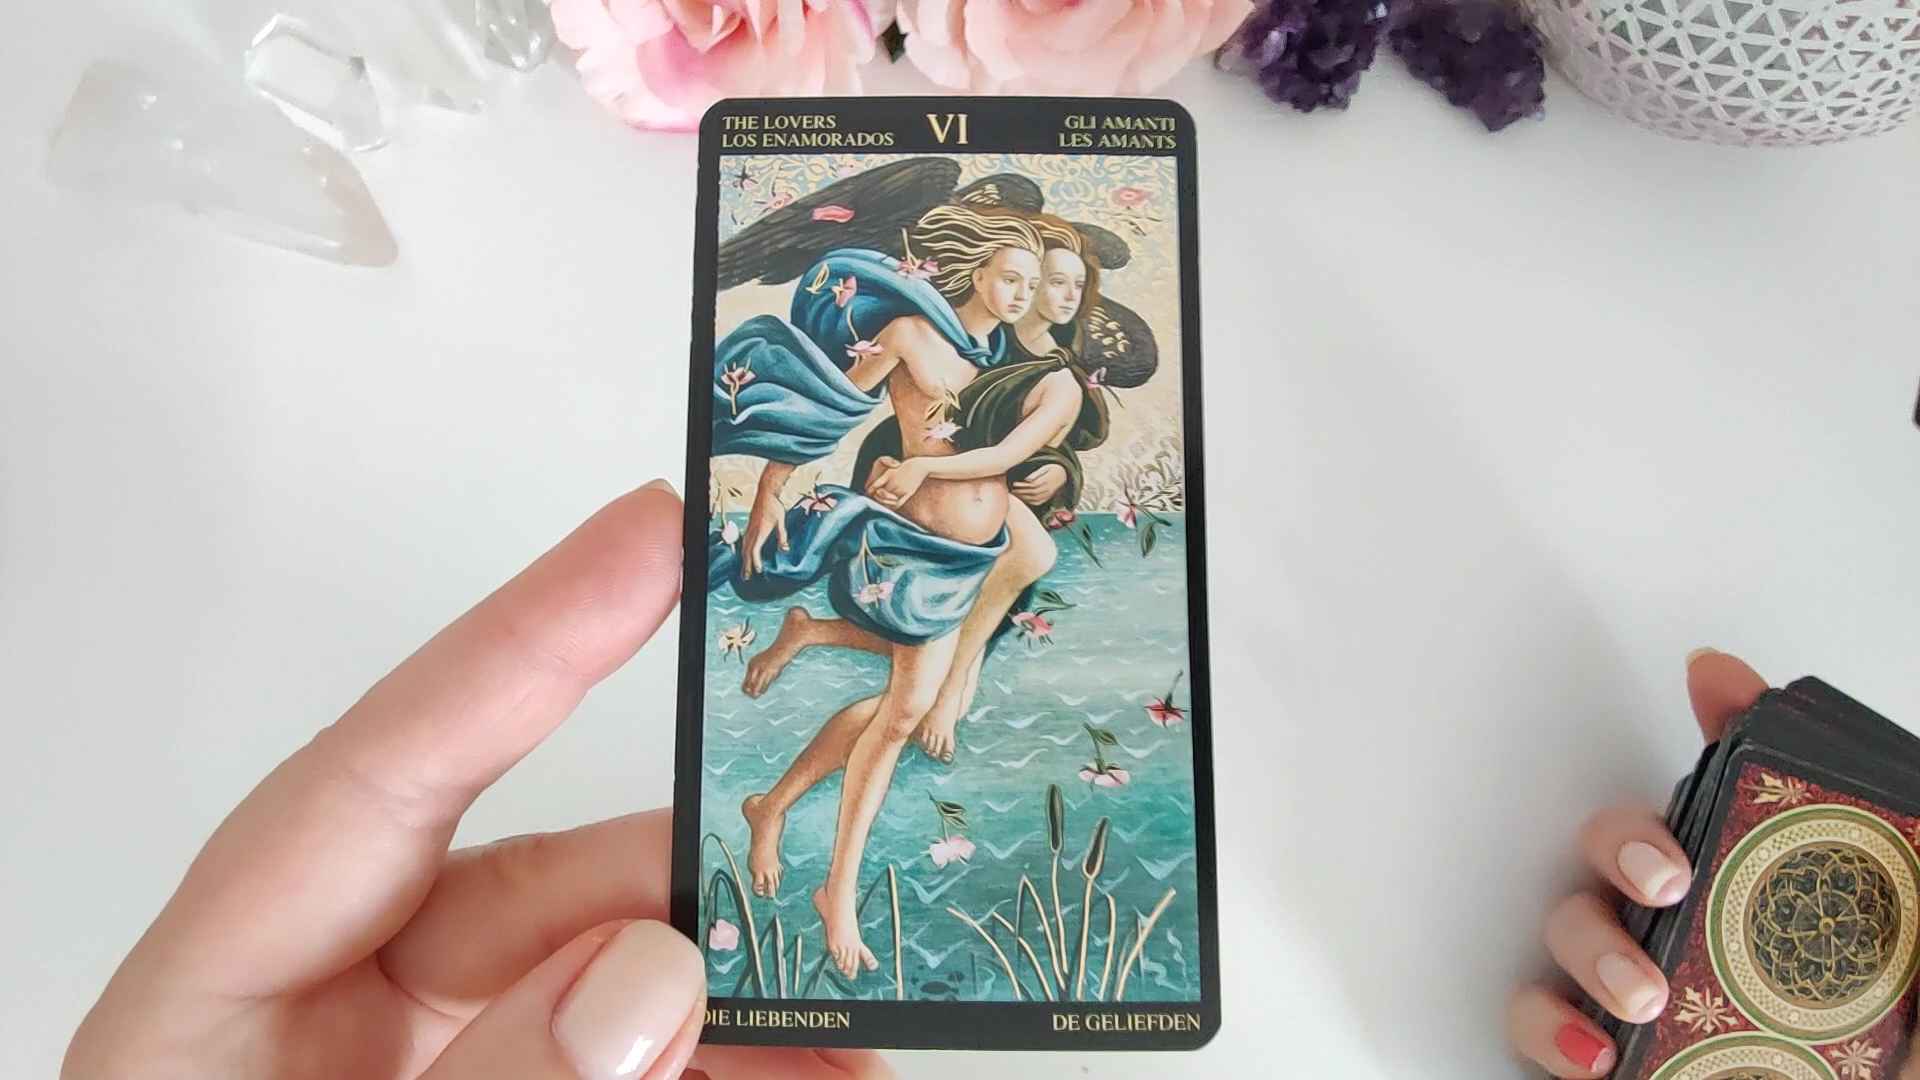 THE LOVERS
LOS ENAMORADOS
VI
GLI AMANTI
LES AMANTS
DIE LIEBENDEN
DE GELIEFDEN